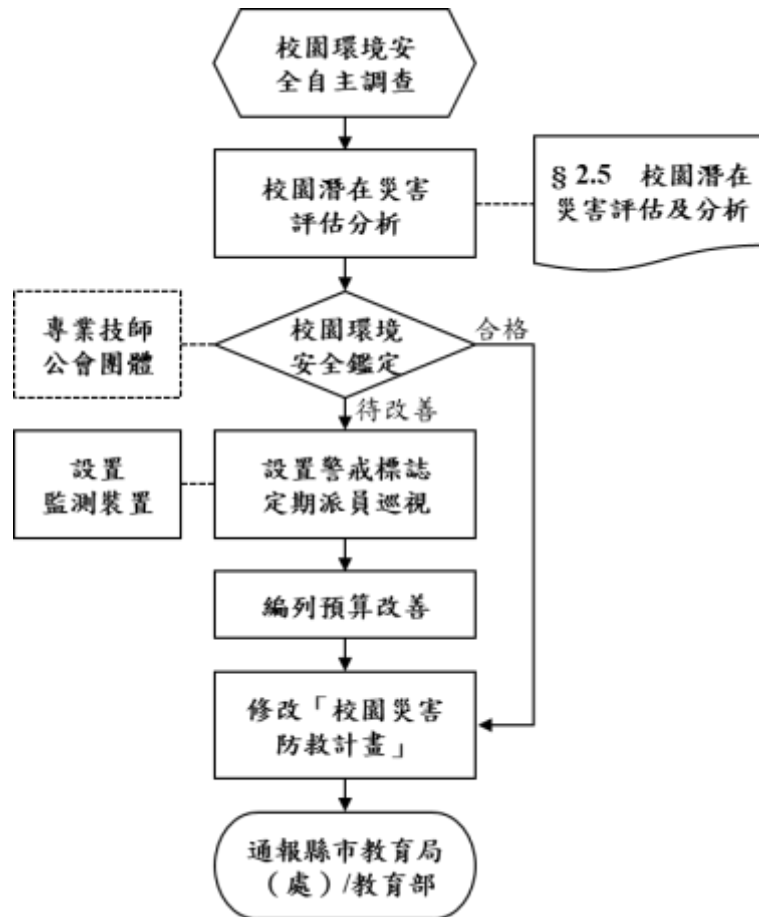 校園環境安
全自主調查
校園潛在災害
評估分析
§ 2.5 校園潛在
災害評估及分析
專業技師
公會團體
校園環境
安全鑑定
合格
待改善
設置
監測裝置
設置警戒標誌
定期派員巡視
編列預算改善
修改「校園災害
防救計畫」
通報縣市教育局
（處）/教育部